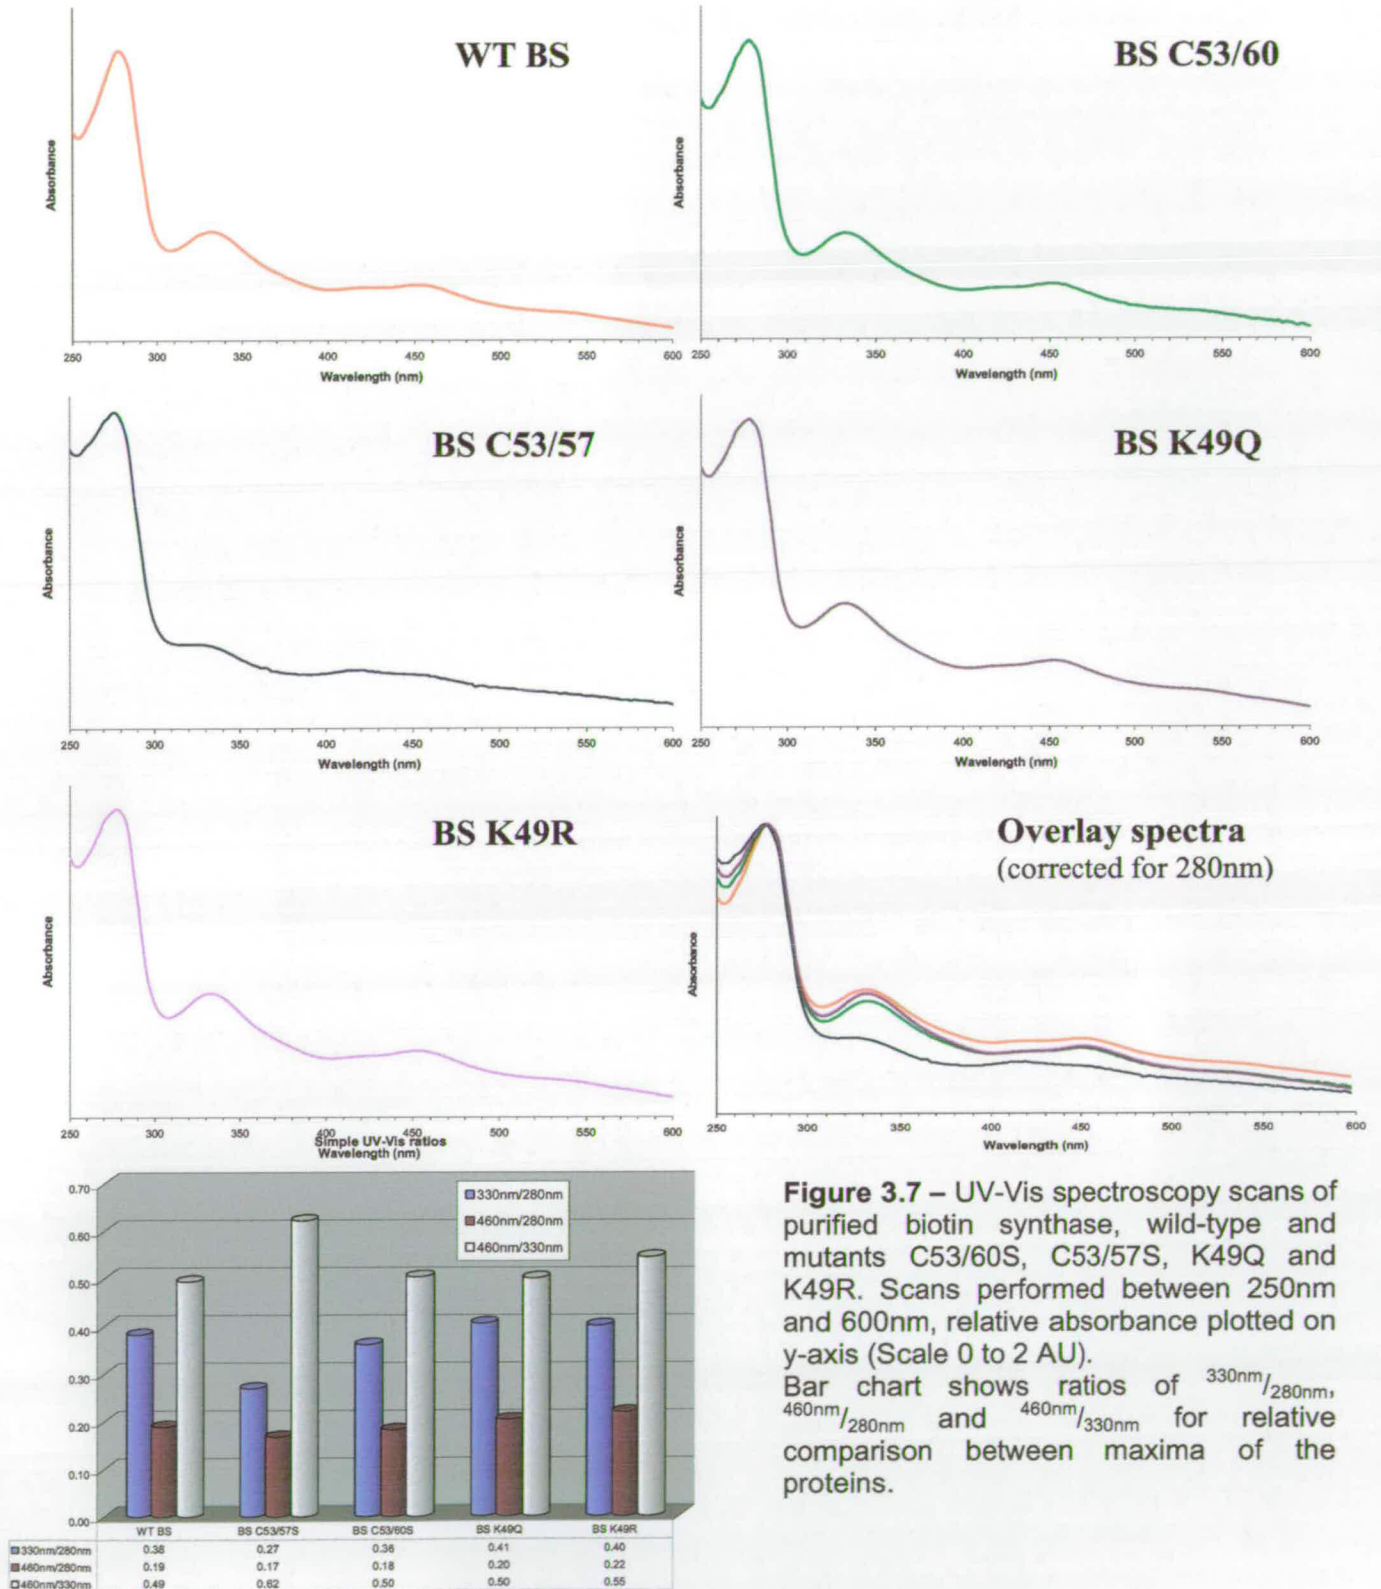 WT BS
Absorbance
250 300 350 400 450 500 550 600
Wavelength (nm)
BS C53/60
Absorbance
250 300 350 400 450 500 550 600
Wavelength (nm)
BS C53/57
Absorbance
250 300 350 400 450 500 550 600
Wavelength (nm)
BS K49Q
Absorbance
250 300 350 400 450 500 550 600
Wavelength (nm)
BS K49R
Absorbance
250 300 350 400 450 500 550 600
Wavelength (nm)
Overlay spectra
(corrected for 280nm)
Absorbance
250 300 350 400 450 500 550 600
Wavelength (nm)
Simple UV-Vis ratios
0.70
0.60
0.50
0.40
0.30
0.20
0.10
0.00
330nm/280nm
460nm/280nm
460nm/330nm
WT BS BS C53/57S BS C53/60S BS K49Q BS K49R
330nm/280nm 0.38 0.27 0.36 0.41 0.40
460nm/280nm 0.19 0.17 0.18 0.20 0.22
460nm/330nm 0.49 0.62 0.50 0.50 0.55
Figure 3.7 – UV-Vis spectroscopy scans of
purified biotin synthase, wild-type and
mutants C53/60S, C53/57S, K49Q and
K49R. Scans performed between 250nm
and 600nm, relative absorbance plotted on
y-axis (Scale 0 to 2 AU).
Bar chart shows ratios of 330nm/280nm,
460nm/280nm and 460nm/330nm for relative
comparison between maxima of the
proteins.